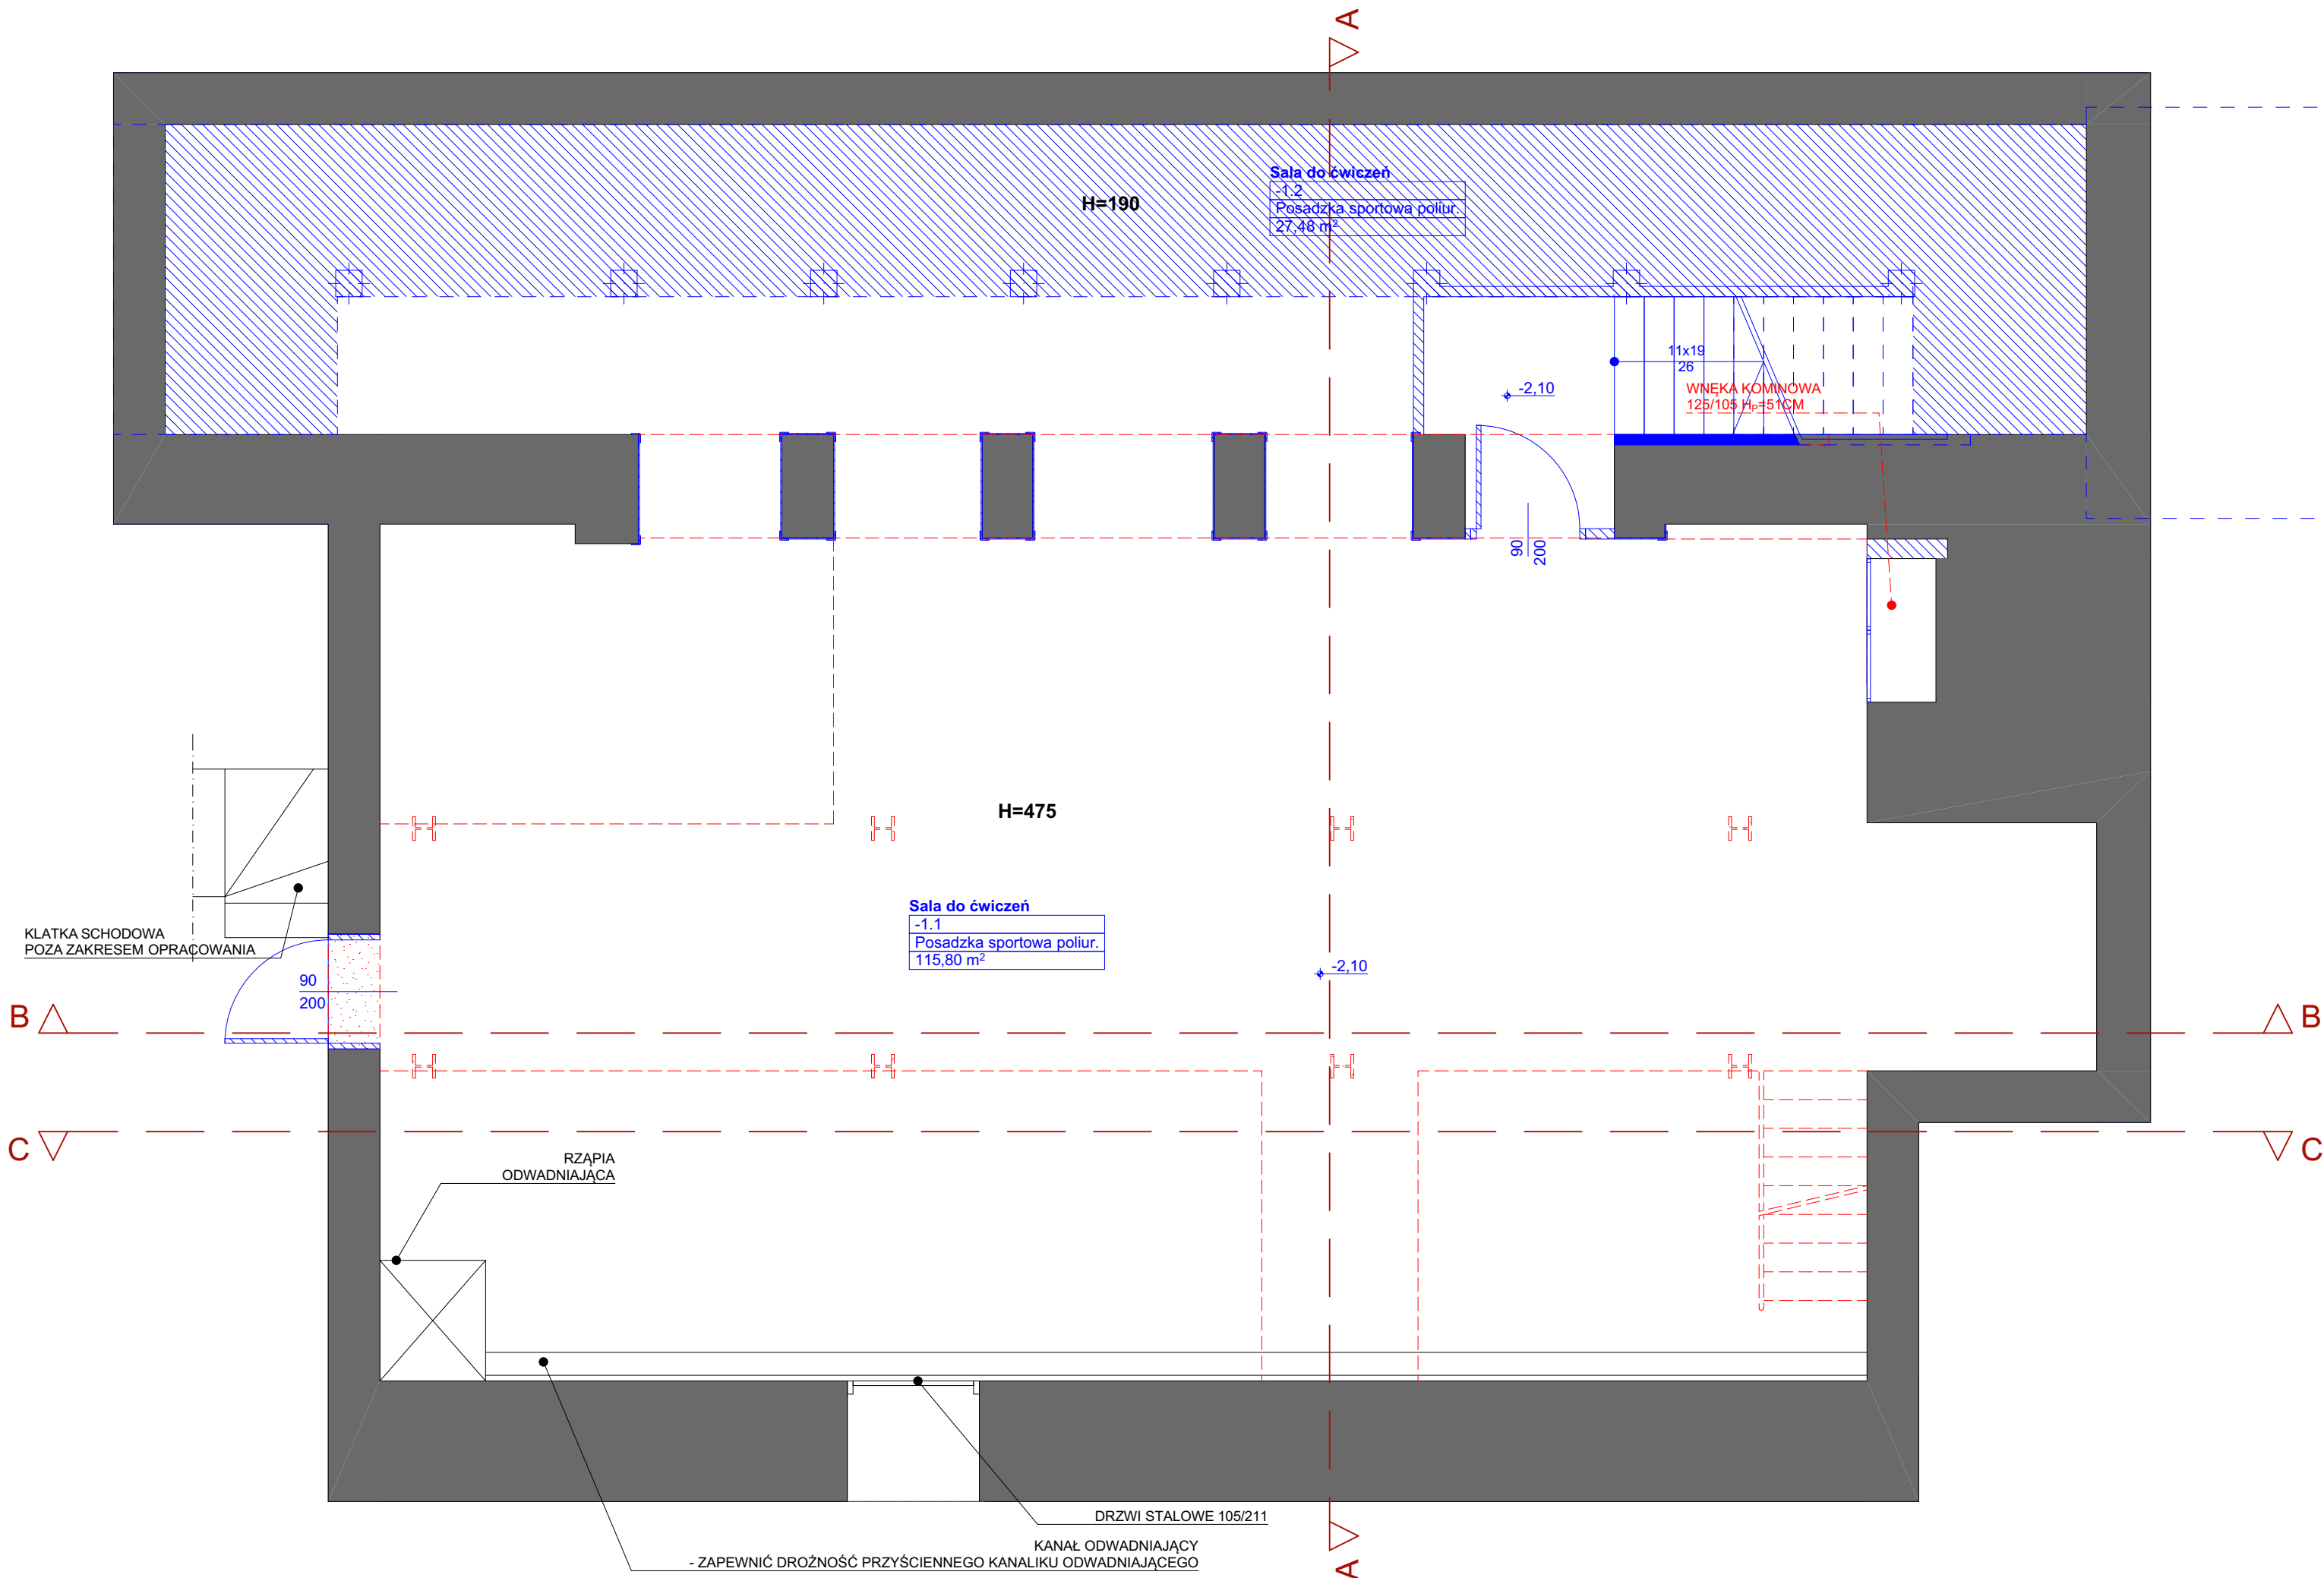 A
Sala do ćwiczeń
-1.2
Posadzka sportowa poliur.
27,48 m²
H=190
11x19
26
-2,10
WNĘKA KOMINOWA
125/105 Hₚ=51CM
90
200
H=475
Sala do ćwiczeń
-1.1
Posadzka sportowa poliur.
115,80 m²
-2,10
KLATKA SCHODOWA
POZA ZAKRESEM OPRACOWANIA
90
200
B
B
C
C
RZĄPIA
ODWADNIAJĄCA
DRZWI STALOWE 105/211
KANAŁ ODWADNIAJĄCY
- ZAPEWNIĆ DROŻNOŚĆ PRZYŚCIENNEGO KANALIKU ODWADNIAJĄCEGO
A